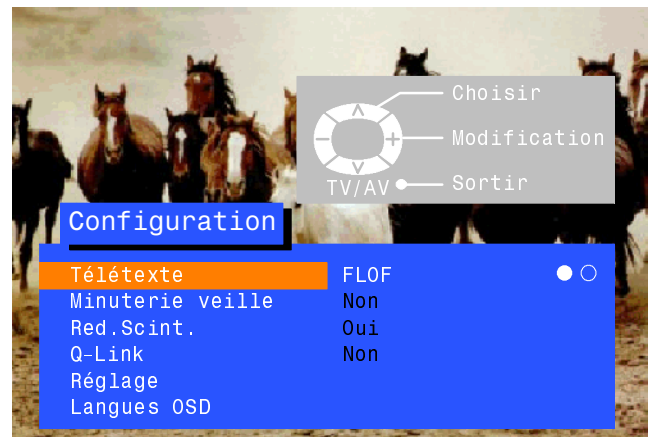 Choisir
Modification
TV/AV Sortir
Configuration
Télétexte FLOF
Minuterie veille Non
Red.Scint. Oui
Q-Link Non
Réglage
Langues OSD